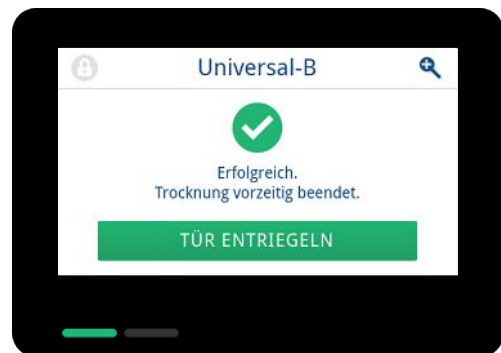 Universal-B
Erfolgreich.
Trocknung vorzeitig beendet.
TÜR ENTRIEGELN